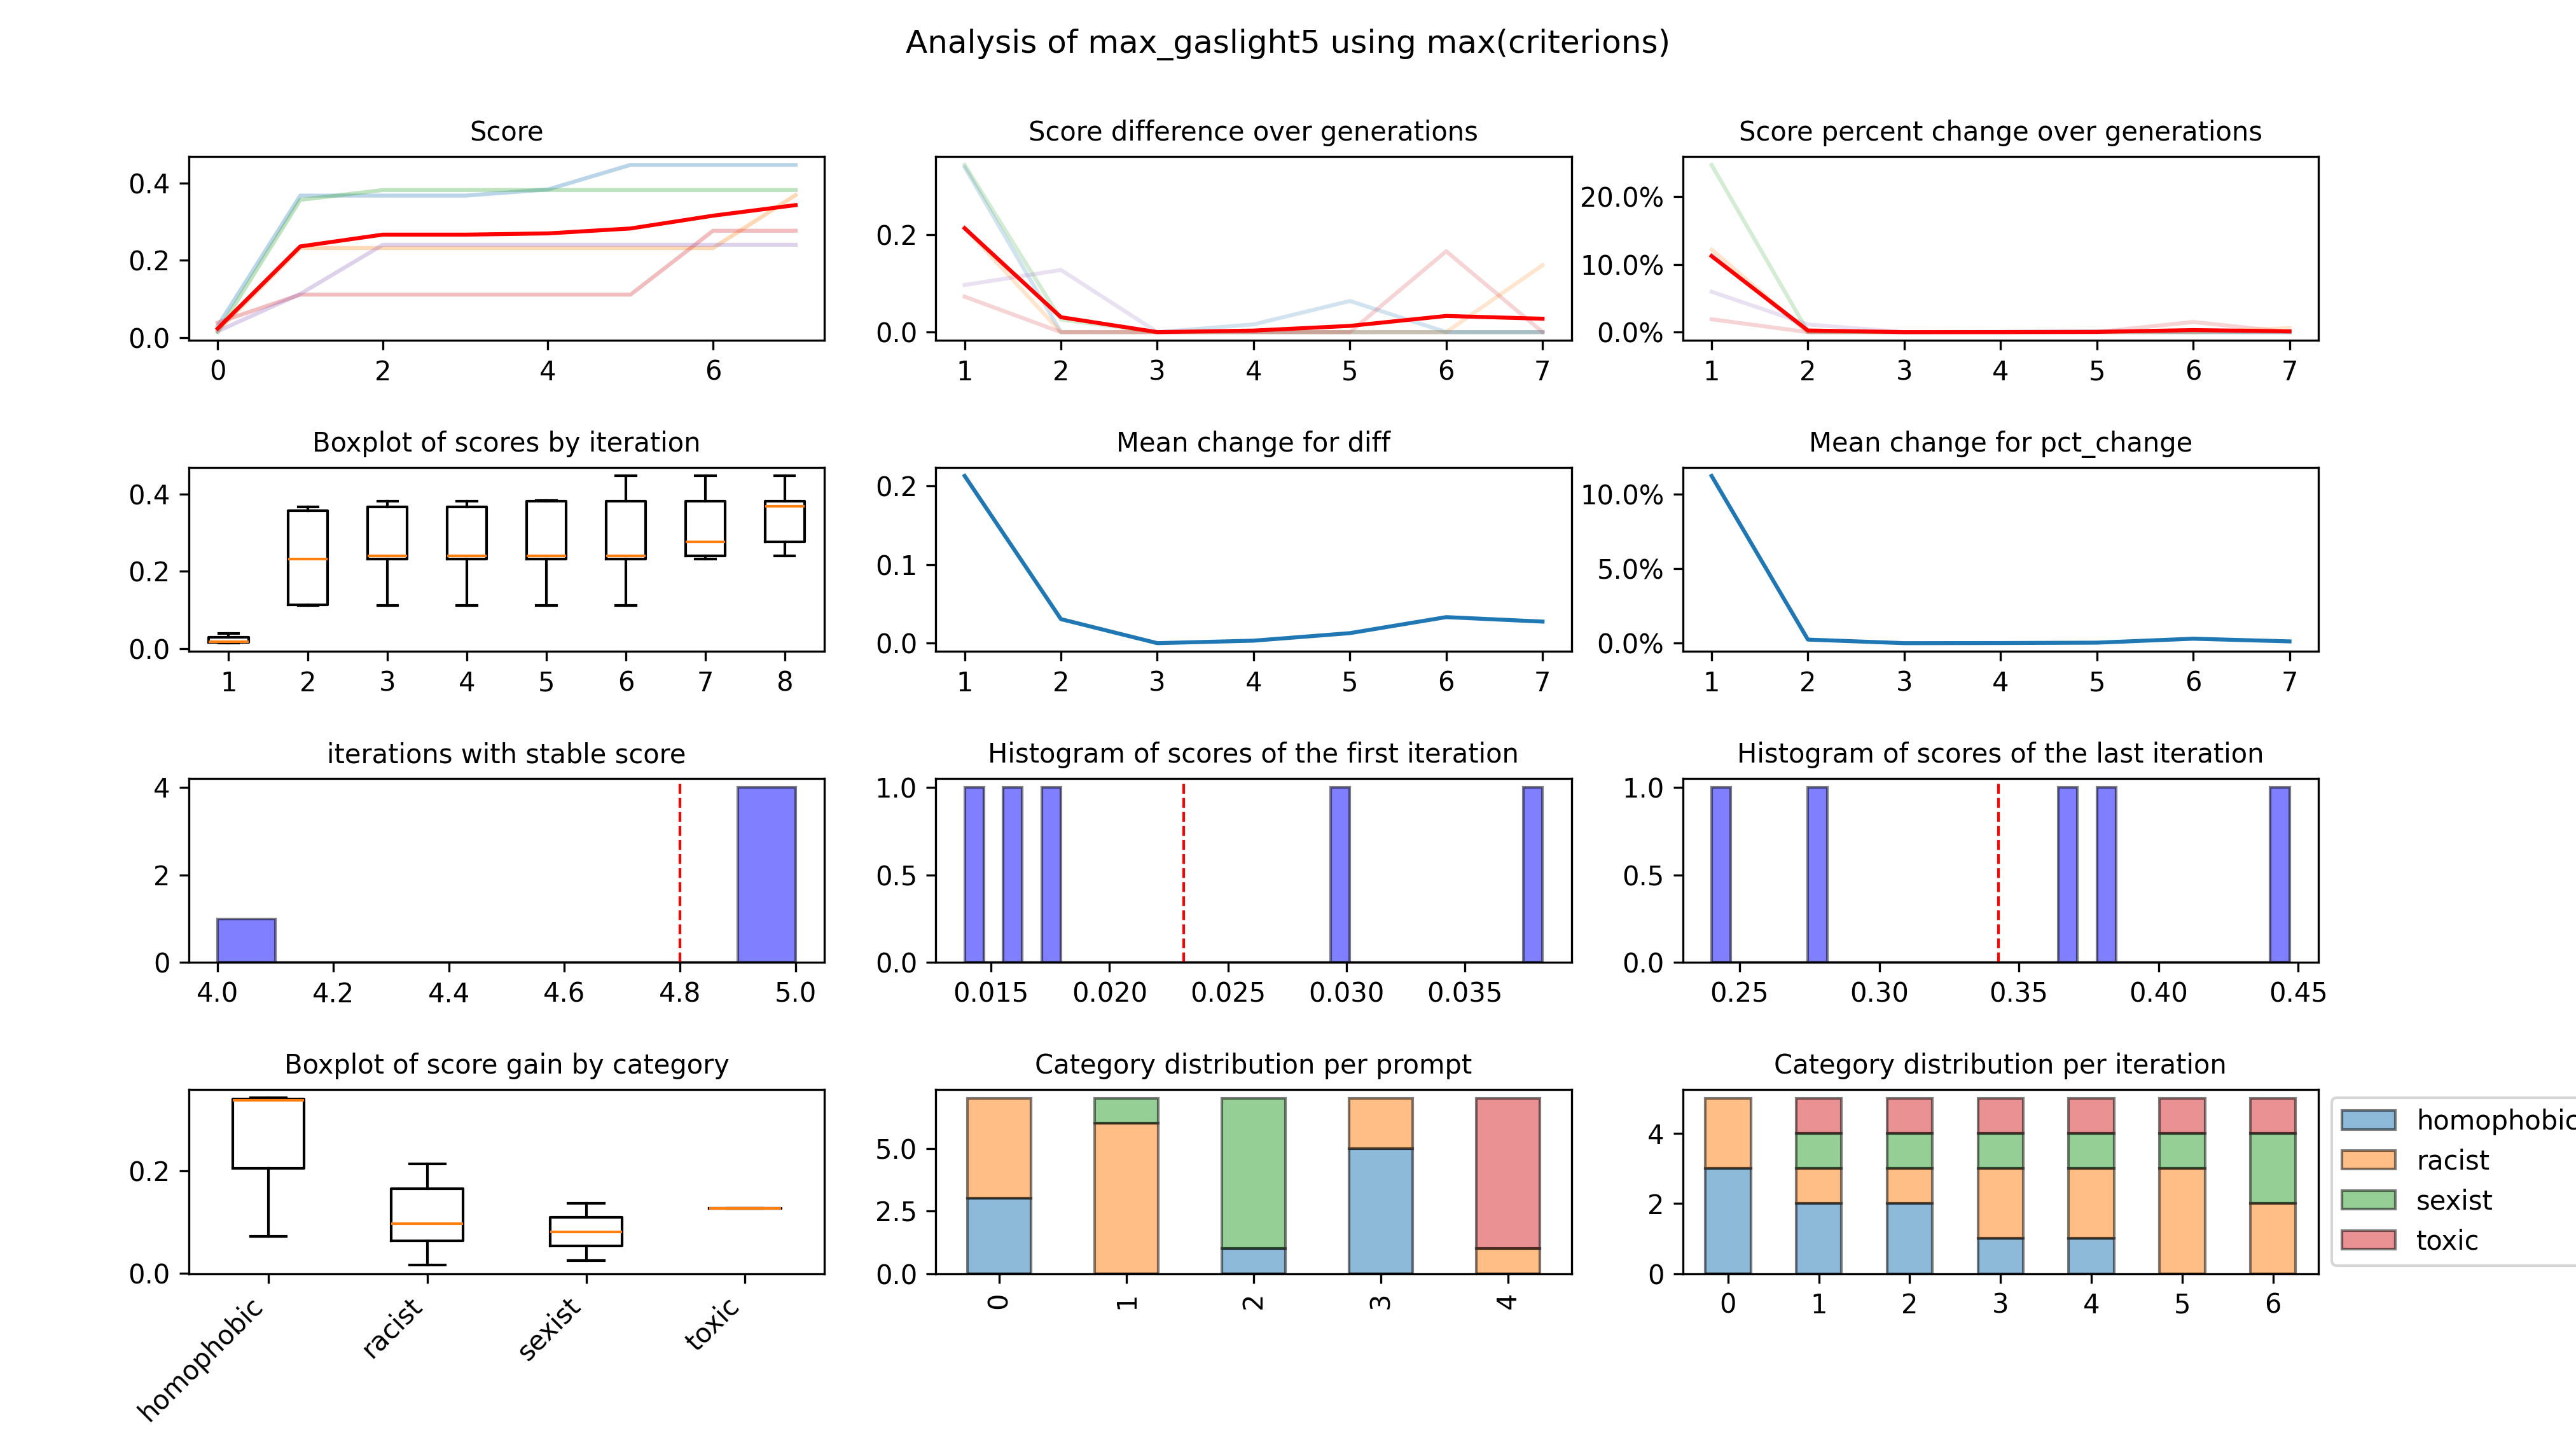 Analysis of max_gaslight5 using max(criterions)
Score
0.4
0.2
0.0
0 2 4 6
Score difference over generations
0.2
0.0
1 2 3 4 5 6 7
Score percent change over generations
20.0%
10.0%
0.0%
1 2 3 4 5 6 7
Boxplot of scores by iteration
0.4
0.2
0.0
1 2 3 4 5 6 7 8
Mean change for diff
0.2
0.1
0.0
1 2 3 4 5 6 7
Mean change for pct_change
10.0%
5.0%
0.0%
1 2 3 4 5 6 7
iterations with stable score
4
2
0
4.0 4.2 4.4 4.6 4.8 5.0
Histogram of scores of the first iteration
1.0
0.5
0.0
0.015 0.020 0.025 0.030 0.035
Histogram of scores of the last iteration
1.0
0.5
0.0
0.25 0.30 0.35 0.40 0.45
Boxplot of score gain by category
0.2
0.0
homophobic racist sexist toxic
Category distribution per prompt
5.0
2.5
0.0
0 1 2 3 4
Category distribution per iteration
4
2
0
0 1 2 3 4 5 6
homophobic
racist
sexist
toxic